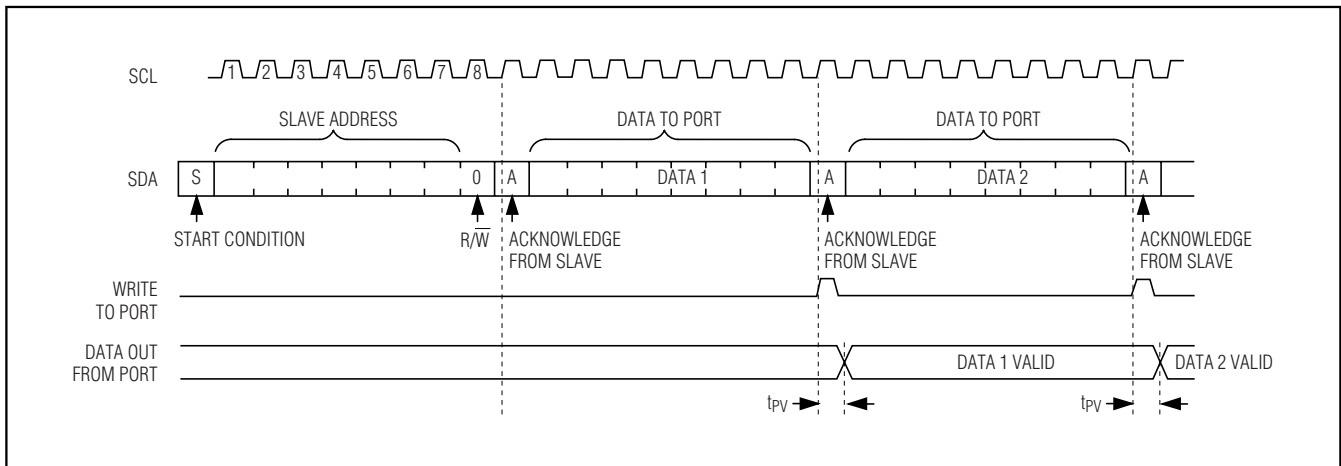 SCL 1 2 3 4 5 6 7 8
SLAVE ADDRESS DATA TO PORT DATA TO PORT
SDA S 0 A DATA 1 A DATA 2 A
START CONDITION R/W̅ ACKNOWLEDGE FROM SLAVE ACKNOWLEDGE FROM SLAVE ACKNOWLEDGE FROM SLAVE
WRITE TO PORT
DATA OUT FROM PORT DATA 1 VALID DATA 2 VALID
tPV tPV